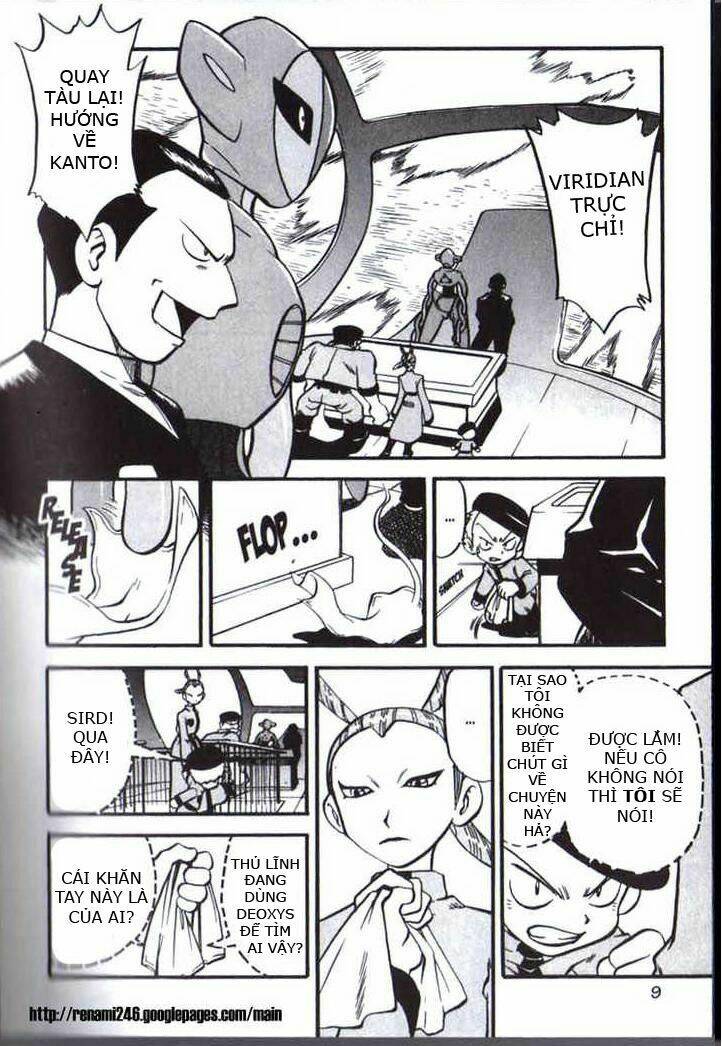 QUAY
TÀU LẠI!
HƯỚNG
VỀ
KANTO!
VIRIDIAN
TRỰC
CHỈ!
RELEASE
FLOP...
...
SNATCH
SIRD!
QUA
ĐÂY!
...
TẠI SAO
TÔI
KHÔNG
ĐƯỢC
BIẾT
CHÚT GÌ
VỀ
CHUYỆN
NÀY
HẢ?
ĐƯỢC LẮM!
NẾU CÔ
KHÔNG NÓI
THÌ TÔI SẼ
NÓI!
CÁI KHĂN
TAY NÀY LÀ
CỦA AI?
THỦ LĨNH
ĐANG
DÙNG
DEOXYS
ĐỂ TÌM
AI VẬY?
9
http://renami246.googlepages.com/main